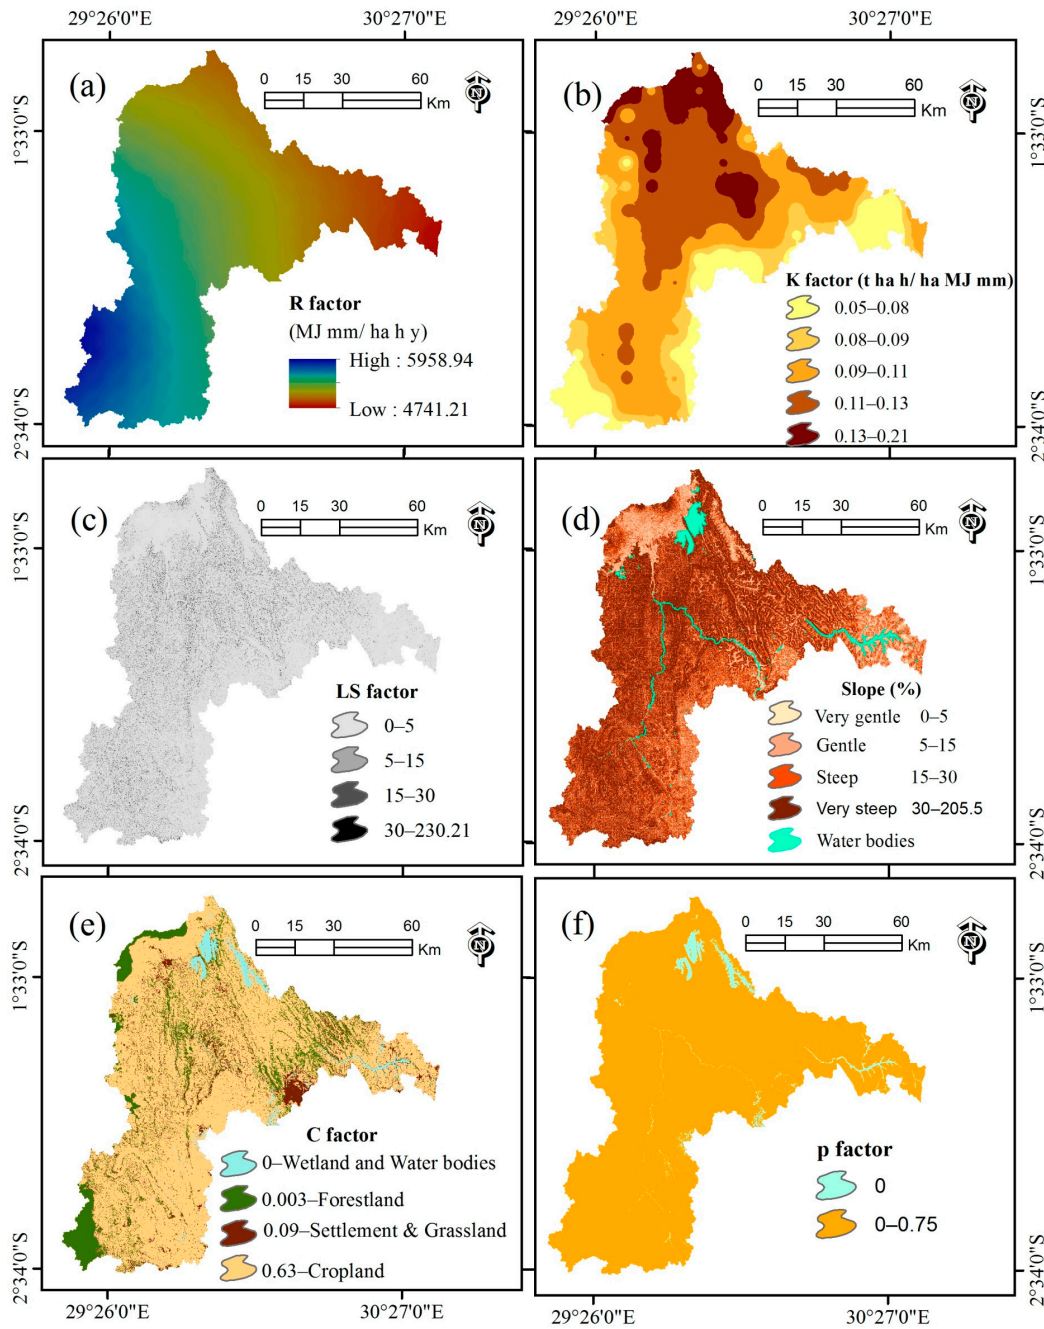 29°26'0"E 30°27'0"E 29°26'0"E 30°27'0"E
(a)
0 15 30 60
Km
N
1°33'0"S
R factor
(MJ mm/ ha h y)
High : 5958.94
Low : 4741.21
2°34'0"S
(b)
0 15 30 60
Km
N
1°33'0"S
K factor (t ha h/ ha MJ mm)
0.05–0.08
0.08–0.09
0.09–0.11
0.11–0.13
0.13–0.21
2°34'0"S
(c)
0 15 30 60
Km
N
1°33'0"S
LS factor
0–5
5–15
15–30
30–230.21
2°34'0"S
(d)
0 15 30 60
Km
N
1°33'0"S
Slope (%)
Very gentle 0–5
Gentle 5–15
Steep 15–30
Very steep 30–205.5
Water bodies
2°34'0"S
(e)
0 15 30 60
Km
N
1°33'0"S
C factor
0–Wetland and Water bodies
0.003–Forestland
0.09–Settlement & Grassland
0.63–Cropland
2°34'0"S
(f)
0 15 30 60
Km
N
1°33'0"S
p factor
0
0–0.75
2°34'0"S
29°26'0"E 30°27'0"E 29°26'0"E 30°27'0"E